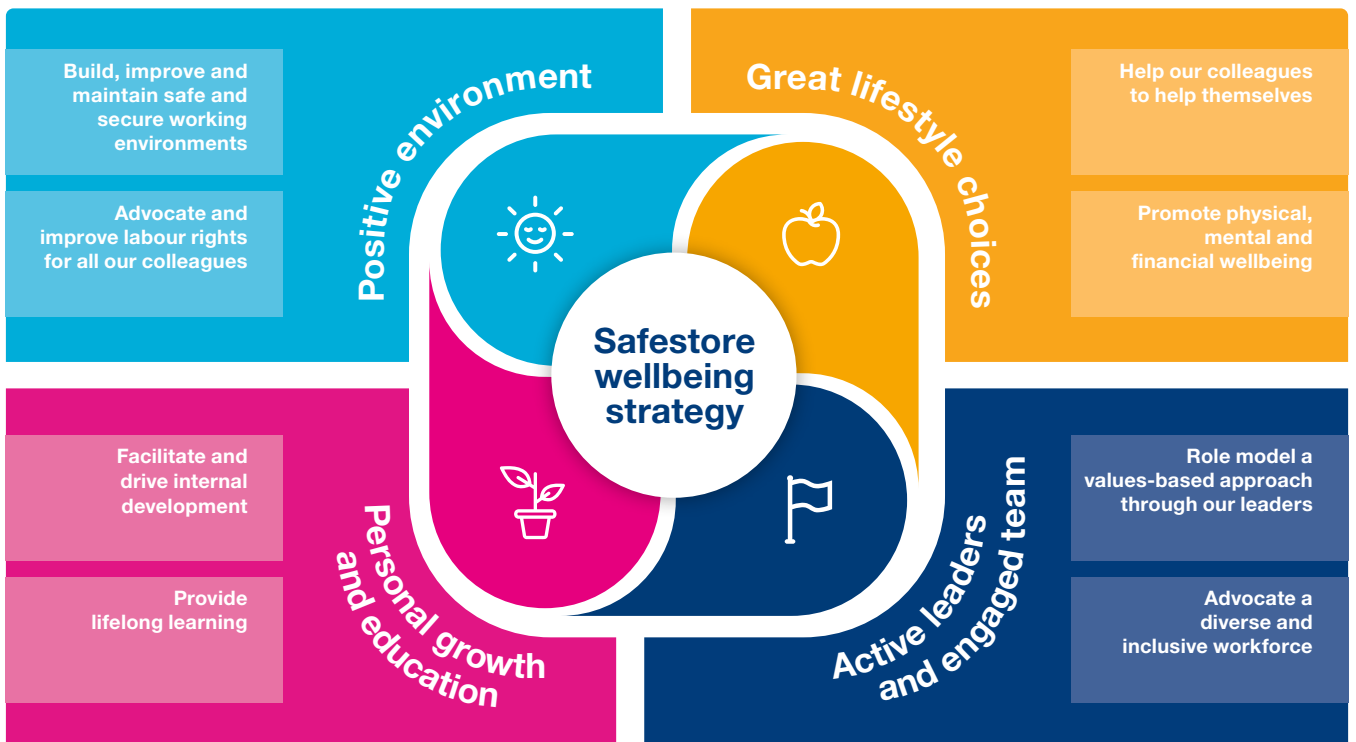 Positive environment
Build, improve and
maintain safe and
secure working
environments
Advocate and
improve labour rights
for all our colleagues
Great lifestyle choices
Help our colleagues
to help themselves
Promote physical,
mental and
financial wellbeing
Safestore
wellbeing
strategy
Personal growth
and education
Facilitate and
drive internal
development
Provide
lifelong learning
Active leaders
and engaged team
Role model a
values-based approach
through our leaders
Advocate a
diverse and
inclusive workforce